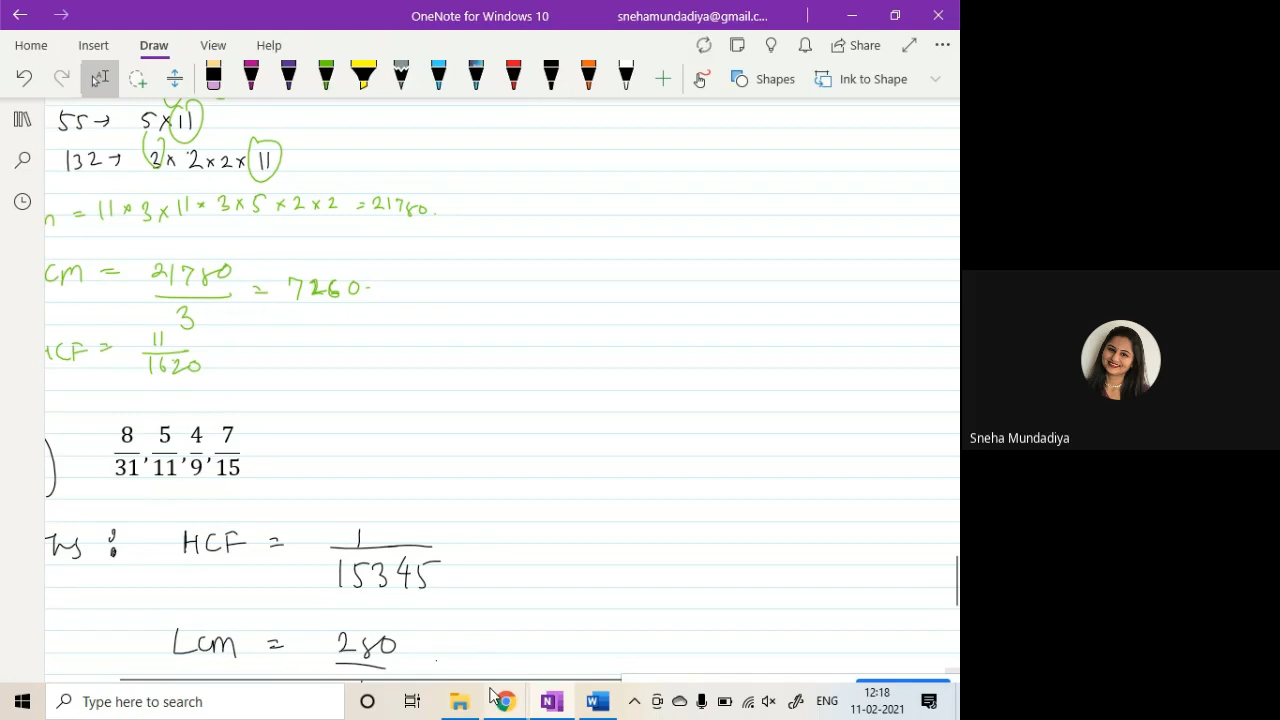 OneNote for Windows 10
snehamundadiya@gmail.c...
Home Insert Draw View Help
Share
Shapes
Ink to Shape
55 → 5 × 11
132 → 3 × 2 × 2 × 11
= 11 × 3 × 11 × 3 × 5 × 2 × 2 = 21780.
CM = 21780 / 3 = 7260.
HCF = 11 / 1620
8/31, 5/11, 4/9, 7/15
HCF = 1 / 15345
Lcm = 280
Sneha Mundadiya
Type here to search
ENG
12:18
11-02-2021